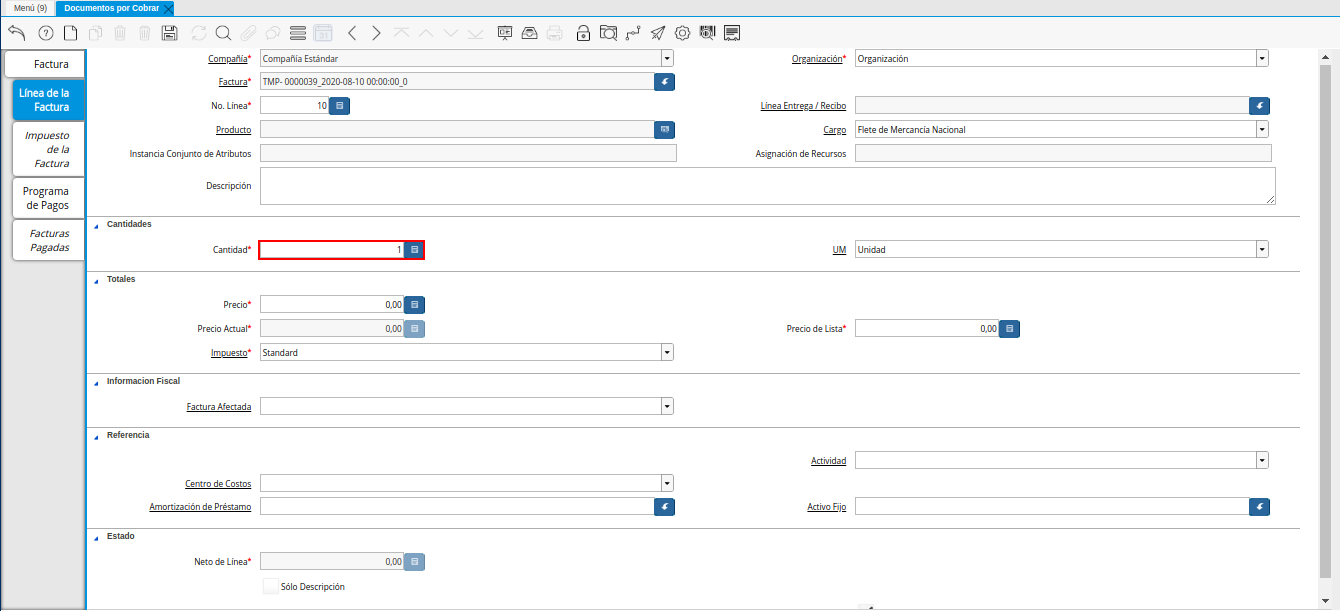 Menú (9)
Documentos por Cobrar
Factura
Línea de la
Factura
Impuesto
de la
Factura
Programa
de Pagos
Facturas
Pagadas
Compañía* Compañía Estándar
Organización* Organización
Factura* TMP- 0000039_2020-08-10 00:00:00_0
No. Línea* 10
Línea Entrega / Recibo
Producto
Cargo Flete de Mercancía Nacional
Instancia Conjunto de Atributos
Asignación de Recursos
Descripción
Cantidades
Cantidad* 1
UM Unidad
Totales
Precio* 0,00
Precio Actual* 0,00
Precio de Lista* 0,00
Impuesto* Standard
Informacion Fiscal
Factura Afectada
Referencia
Actividad
Centro de Costos
Amortización de Préstamo
Activo Fijo
Estado
Neto de Línea* 0,00
Sólo Descripción